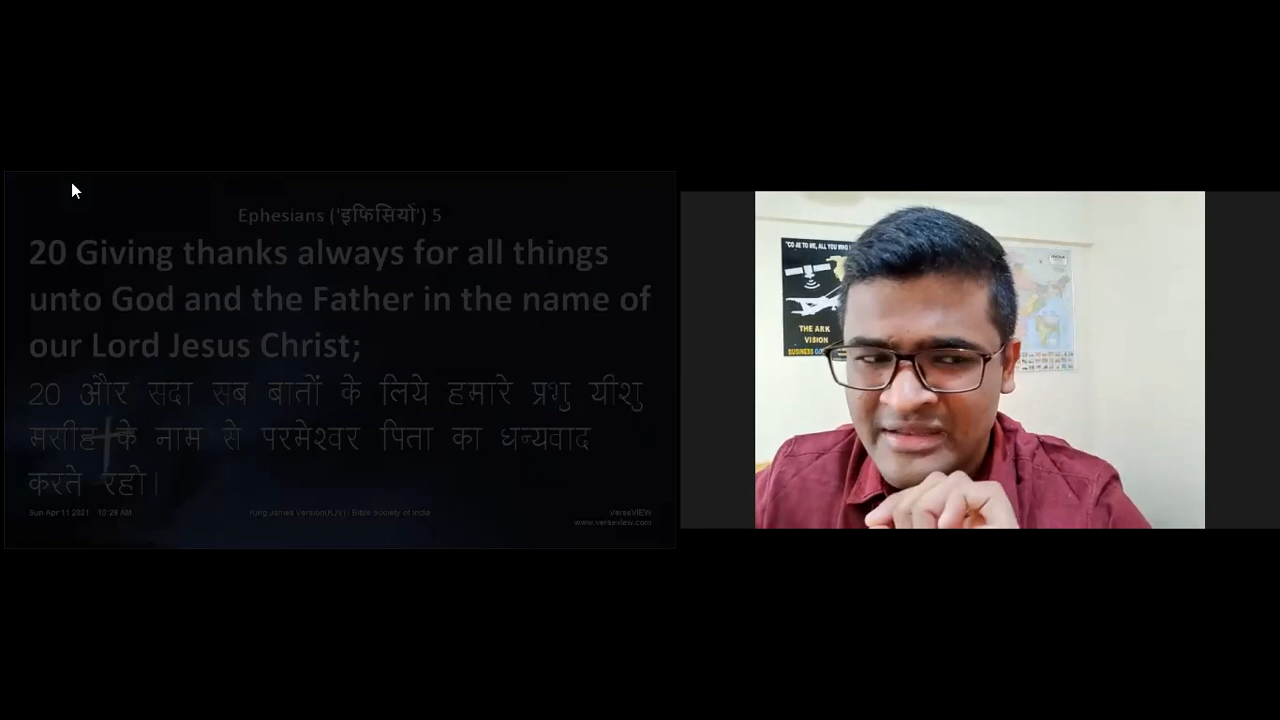 Ephesians ('इफिसियों') 5
20 Giving thanks always for all things
unto God and the Father in the name of
our Lord Jesus Christ;
20 और सदा सब बातों के लिये हमारे प्रभु यीशु
मसीह के नाम से परमेश्वर पिता का धन्यवाद
करते रहो।
Sun Apr 11 2021 10:28 AM
King James Version(KJV) - Bible Society of India
VerseVIEW
www.verseview.com
ALL YOU WHO
INDIA
THE ARK
VISION
BUSINESS